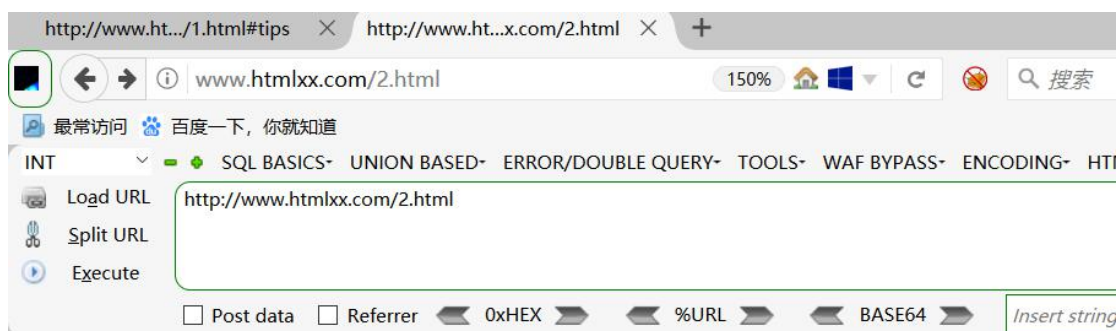 http://www.ht.../1.html#tips
http://www.ht...x.com/2.html
www.htmlxx.com/2.html
150%
搜索
最常访问 百度一下，你就知道
INT SQL BASICS- UNION BASED- ERROR/DOUBLE QUERY- TOOLS- WAF BYPASS- ENCODING- HTM
Load URL http://www.htmlxx.com/2.html
Split URL
Execute
Post data Referrer 0xHEX %URL BASE64 Insert string